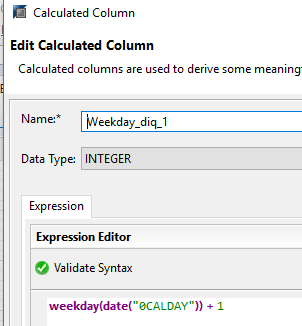 Calculated Column
Edit Calculated Column
Calculated columns are used to derive some meaning
Name:*
Weekday_diq_1
Data Type:
INTEGER
Expression
Expression Editor
Validate Syntax
weekday(date("0CALDAY")) + 1